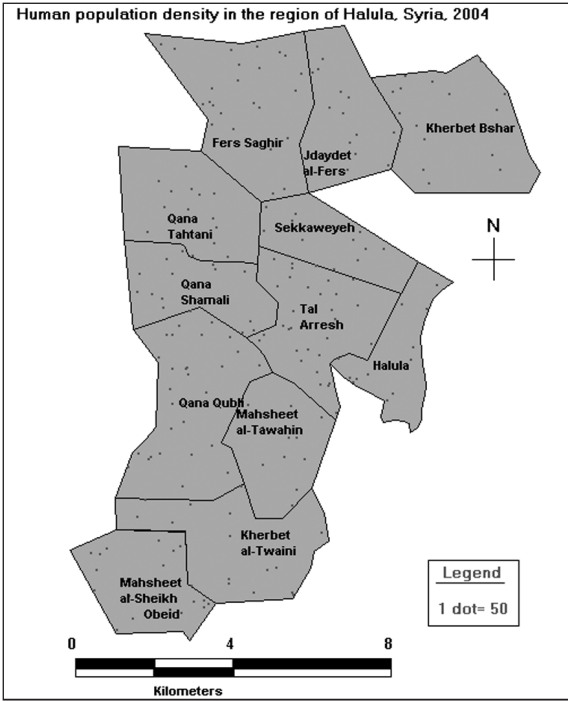 Human population density in the region of Halula, Syria, 2004
Kherbet Bshar
Fers Saghir
Jdaydet
al-Fers
Qana
Tahtani
Sekkaweyeh
N
Qana
Shamali
Tal
Arresh
Halula
Qana Qubli
Mahsheet
al-Tawahin
Kherbet
al-Twaini
Mahsheet
al-Sheikh
Obeid
Legend
1 dot= 50
0 4 8
Kilometers